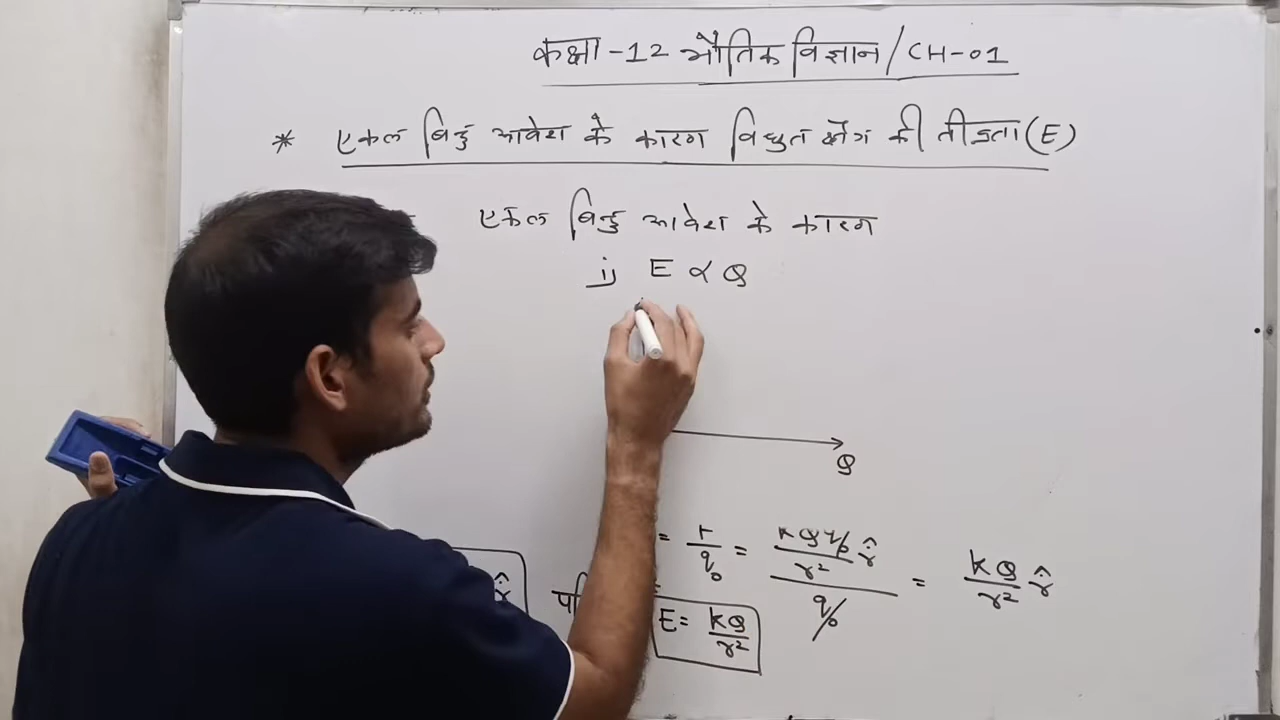 कक्षा -12 भौतिक विज्ञान / CH-01
* एकल बिन्दु आवेश के कारण विधुत क्षेत्र की तीव्रता (E)
एकल बिन्दु आवेश के कारण
i) E ∝ Q
Q
= F/q₀ = (kQq₀/r² r̂)/q₀ = kQ/r² r̂
r̂
E = kQ/r²